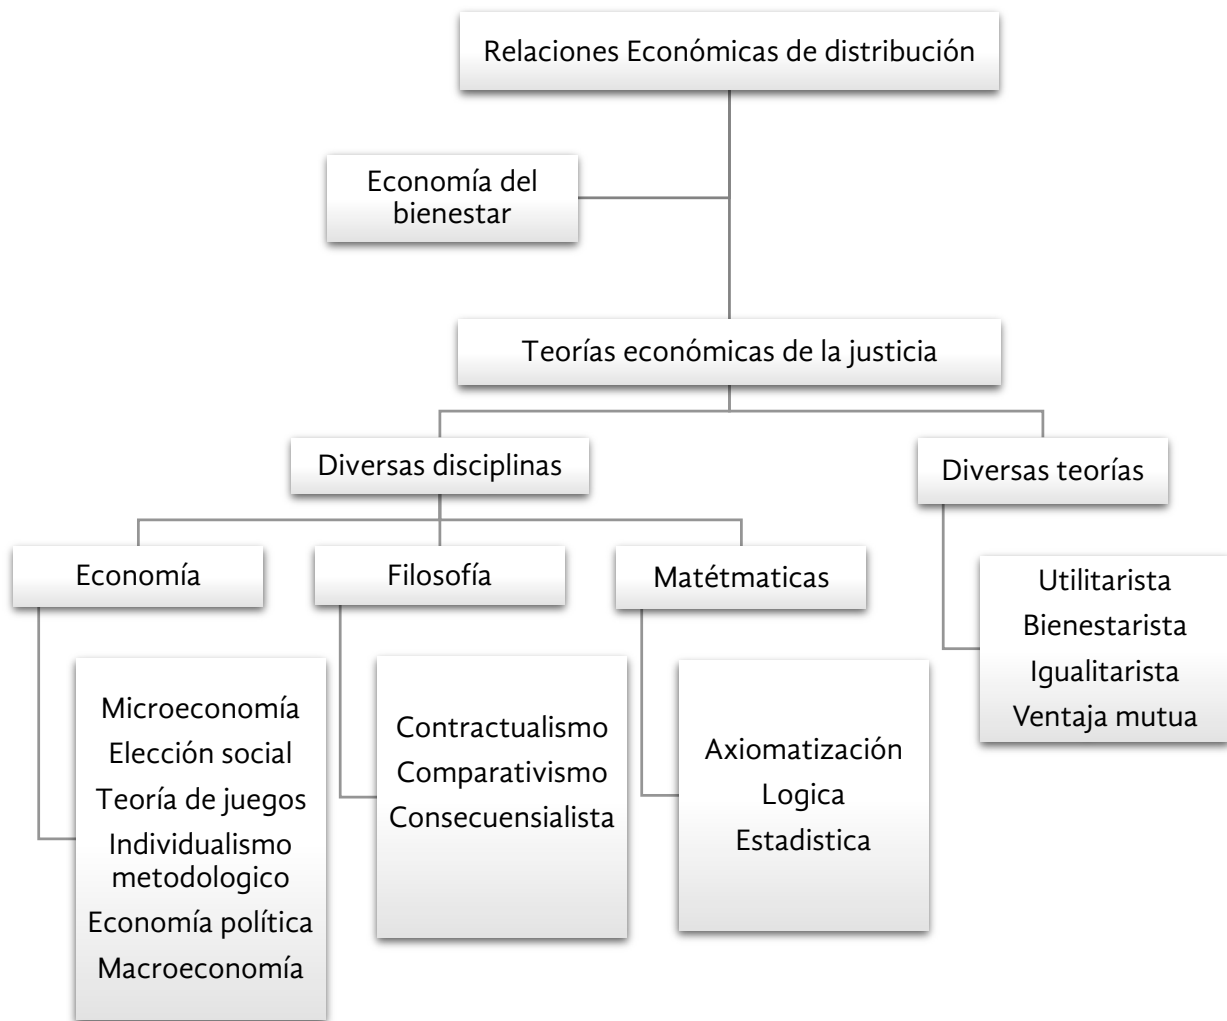 Relaciones Económicas de distribución
Economía del
bienestar
Teorías económicas de la justicia
Diversas disciplinas
Diversas teorías
Economía
Filosofía
Matétmaticas
Utilitarista
Bienestarista
Igualitarista
Ventaja mutua
Microeconomía
Elección social
Teoría de juegos
Individualismo
metodologico
Economía política
Macroeconomía
Contractualismo
Comparativismo
Consecuensialista
Axiomatización
Logica
Estadistica